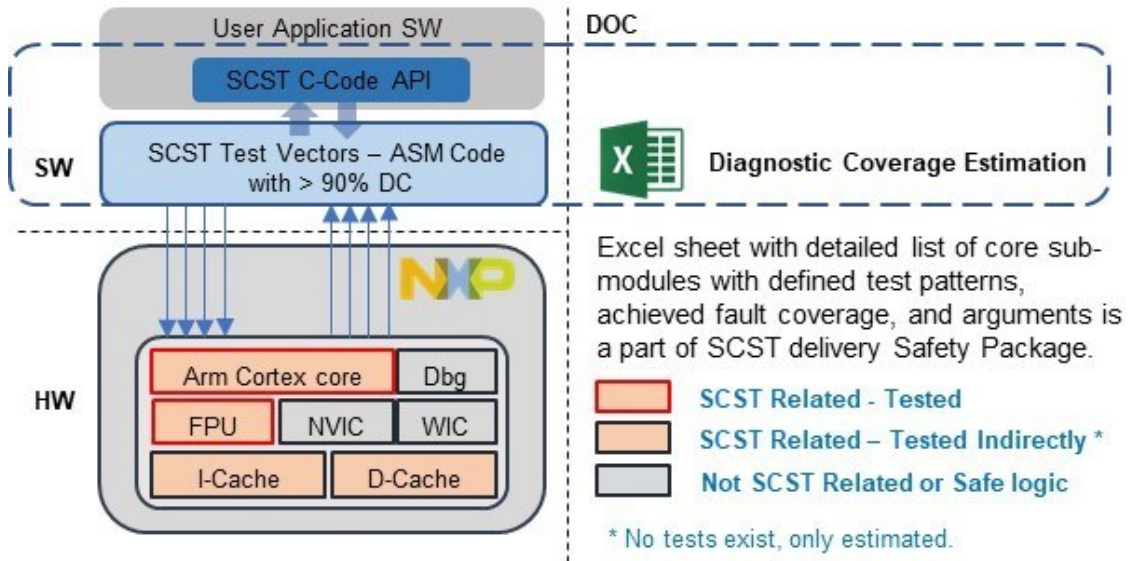 User Application SW
SCST C-Code API
SW
SCST Test Vectors – ASM Code
with > 90% DC
NXP
HW
Arm Cortex core
Dbg
FPU
NVIC
WIC
I-Cache
D-Cache
DOC
X
Diagnostic Coverage Estimation
Excel sheet with detailed list of core sub-
modules with defined test patterns,
achieved fault coverage, and arguments is
a part of SCST delivery Safety Package.
SCST Related - Tested
SCST Related – Tested Indirectly *
Not SCST Related or Safe logic
* No tests exist, only estimated.